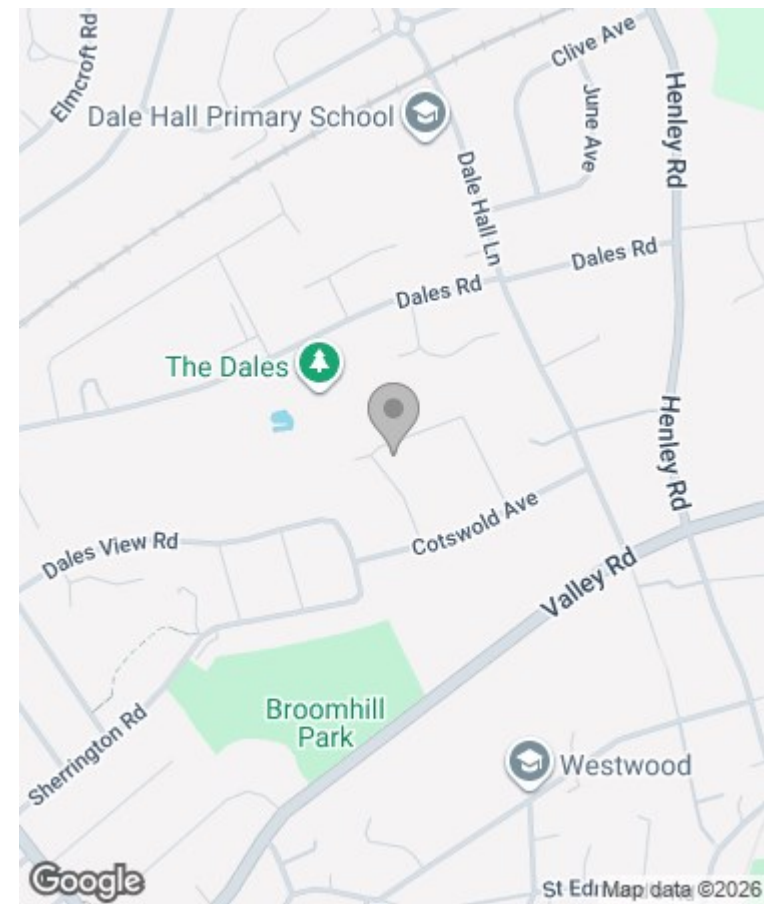 Elmcroft Rd
Clive Ave
Henley Rd
June Ave
Dale Hall Primary School
Dale Hall Ln
Dales Rd
Dales Rd
The Dales
Henley Rd
Cotswold Ave
Dales View Rd
Valley Rd
Broomhill
Park
Sherrington Rd
Westwood
Google
St Edm
Map data ©2026